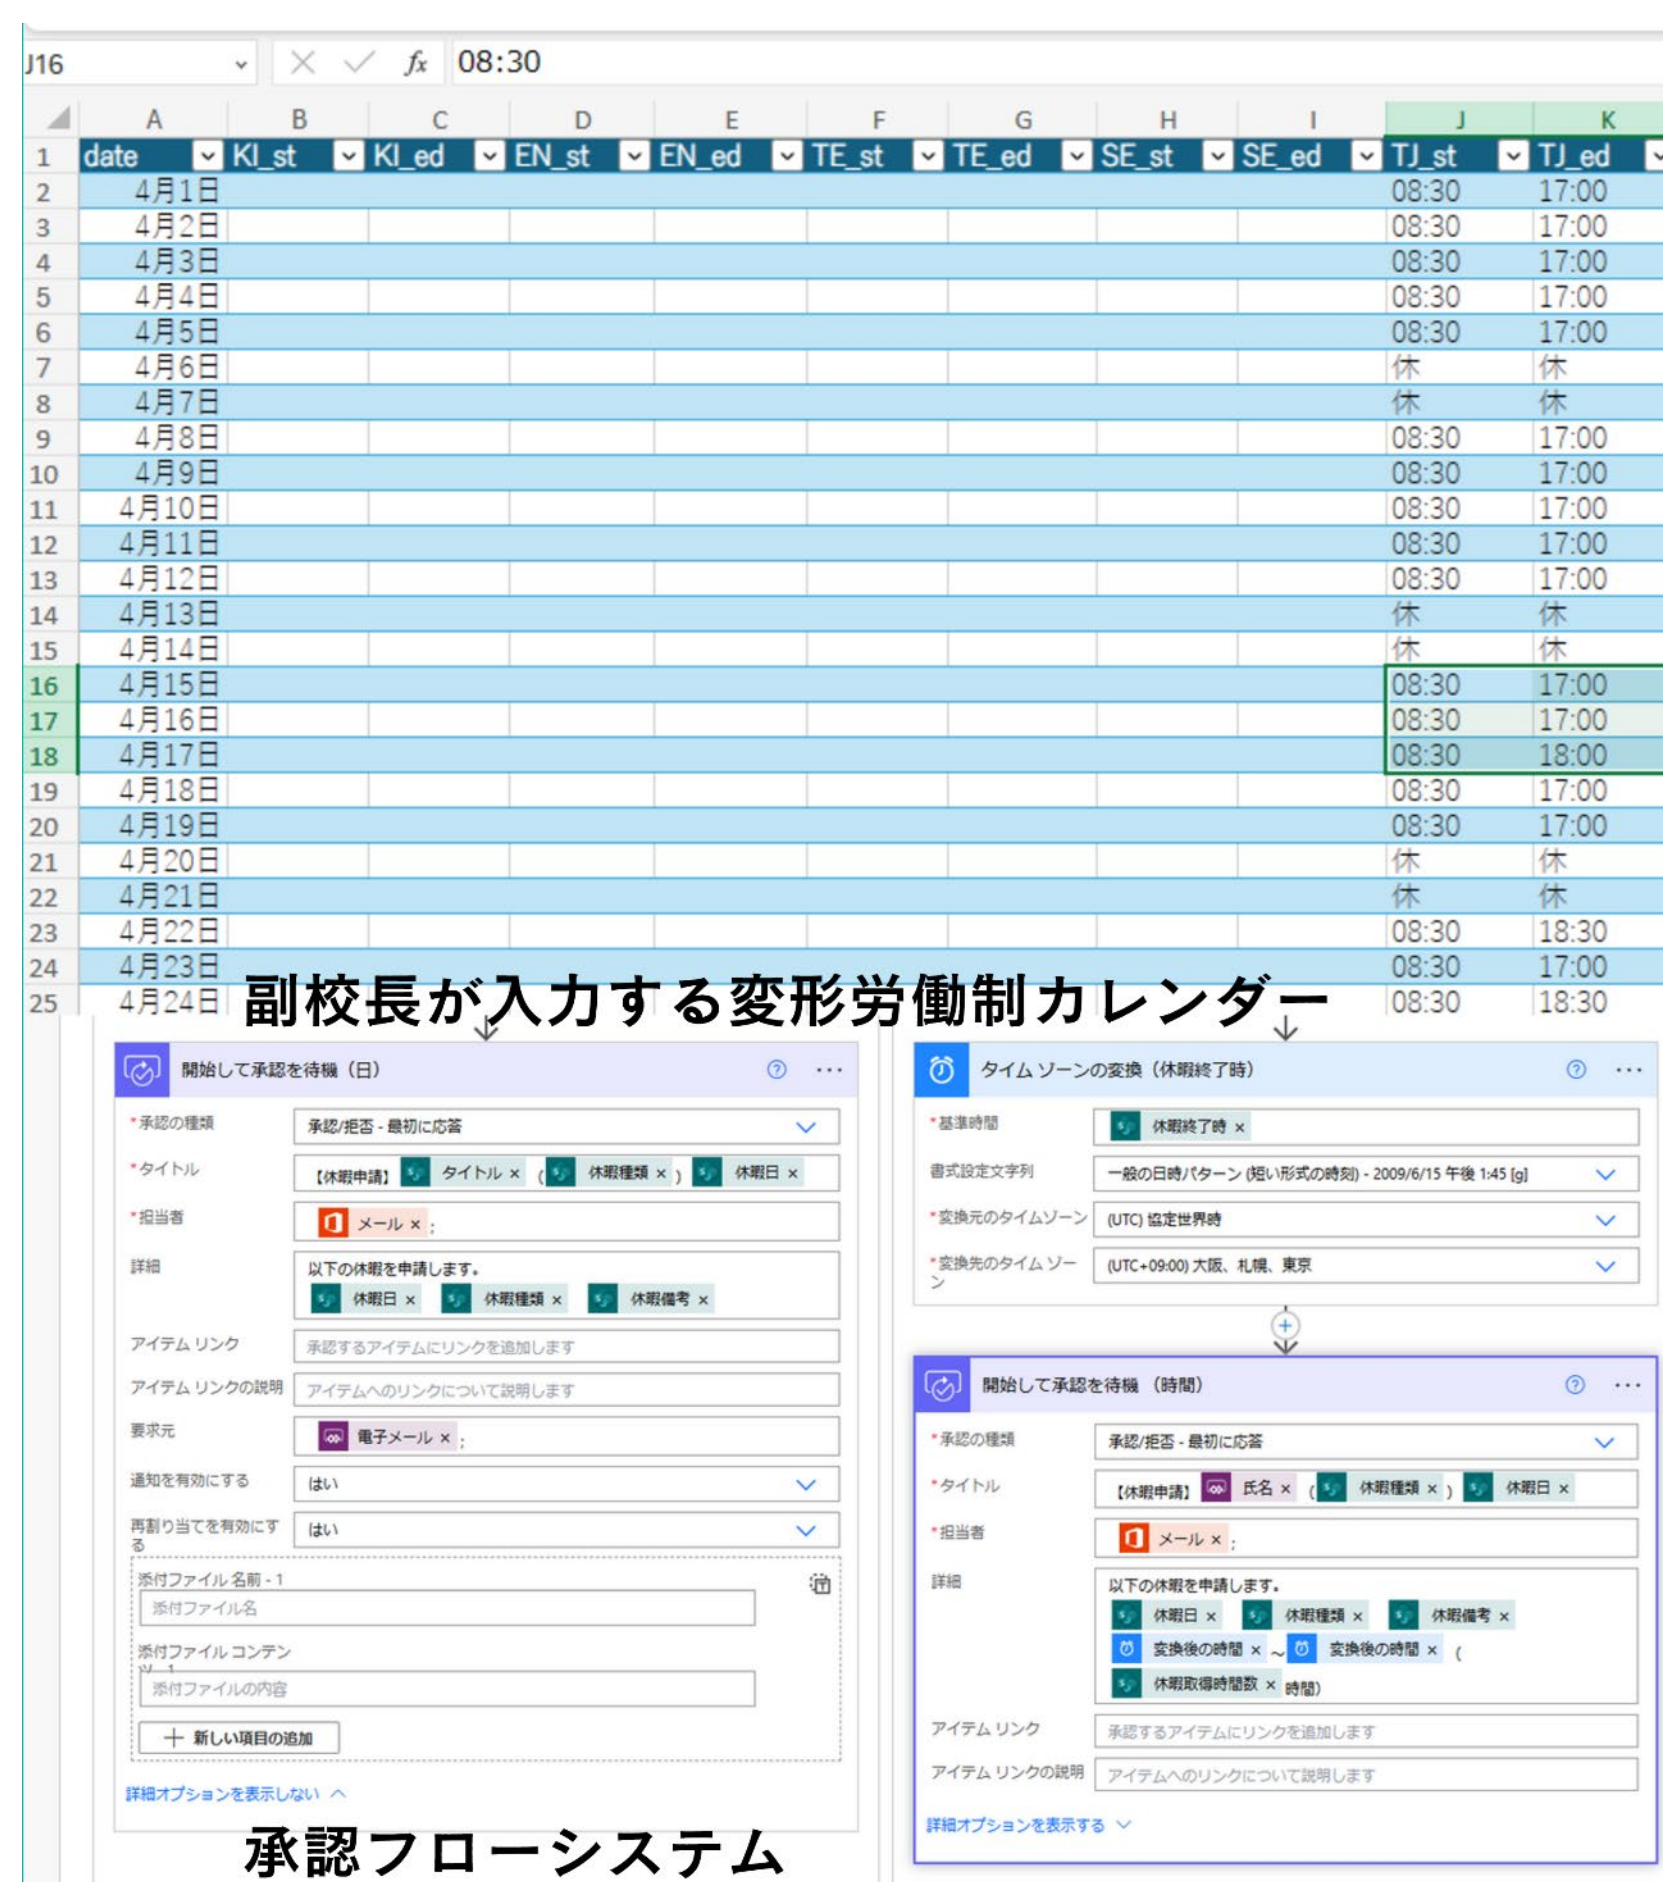 J16 fx 08:30
A B C D E F G H I J K
1 date KI_st KI_ed EN_st EN_ed TE_st TE_ed SE_st SE_ed TJ_st TJ_ed
2 4月1日 08:30 17:00
3 4月2日 08:30 17:00
4 4月3日 08:30 17:00
5 4月4日 08:30 17:00
6 4月5日 08:30 17:00
7 4月6日 休 休
8 4月7日 休 休
9 4月8日 08:30 17:00
10 4月9日 08:30 17:00
11 4月10日 08:30 17:00
12 4月11日 08:30 17:00
13 4月12日 08:30 17:00
14 4月13日 休 休
15 4月14日 休 休
16 4月15日 08:30 17:00
17 4月16日 08:30 17:00
18 4月17日 08:30 18:00
19 4月18日 08:30 17:00
20 4月19日 08:30 17:00
21 4月20日 休 休
22 4月21日 休 休
23 4月22日 08:30 18:30
24 4月23日 08:30 17:00
25 4月24日 08:30 18:30
副校長が入力する変形労働制カレンダー
開始して承認を待機（日）
*承認の種類 承認/拒否 - 最初に応答
*タイトル 【休暇申請】 タイトル × ( 休暇種類 × ) 休暇日 ×
*担当者 メール × ;
詳細 以下の休暇を申請します。
休暇日 × 休暇種類 × 休暇備考 ×
アイテム リンク 承認するアイテムにリンクを追加します
アイテム リンクの説明 アイテムへのリンクについて説明します
要求元 電子メール × ;
通知を有効にする はい
再割り当てを有効にす はい
る
添付ファイル 名前 - 1
添付ファイル名
添付ファイル コンテン
ツ - 1
添付ファイルの内容
＋ 新しい項目の追加
詳細オプションを表示しない
承認フローシステム
タイム ゾーンの変換（休暇終了時）
*基準時間 休暇終了時 ×
書式設定文字列 一般の日時パターン (短い形式の時刻) - 2009/6/15 午後 1:45 [g]
*変換元のタイムゾーン (UTC) 協定世界時
*変換先のタイム ゾー (UTC+09:00) 大阪、札幌、東京
ン
開始して承認を待機 （時間）
*承認の種類 承認/拒否 - 最初に応答
*タイトル 【休暇申請】 氏名 × ( 休暇種類 × ) 休暇日 ×
*担当者 メール × ;
詳細 以下の休暇を申請します。
休暇日 × 休暇種類 × 休暇備考 ×
変換後の時間 × ～ 変換後の時間 × (
休暇取得時間数 × 時間)
アイテム リンク 承認するアイテムにリンクを追加します
アイテム リンクの説明 アイテムへのリンクについて説明します
詳細オプションを表示する